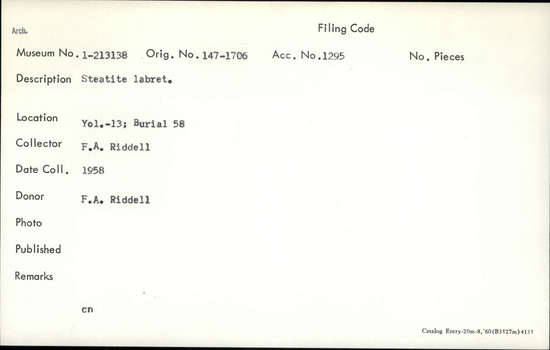 Arch.
Filing Code
Museum No. 1-213138 Orig. No. 147-1706 Acc. No. 1295 No. Pieces
Description Steatite labret.
Location Yol.-13; Burial 58
Collector F.A. Riddell
Date Coll. 1958
Donor F.A. Riddell
Photo
Published
Remarks
cn
Catalog Entry-20m-8,'60(B3527m)4135